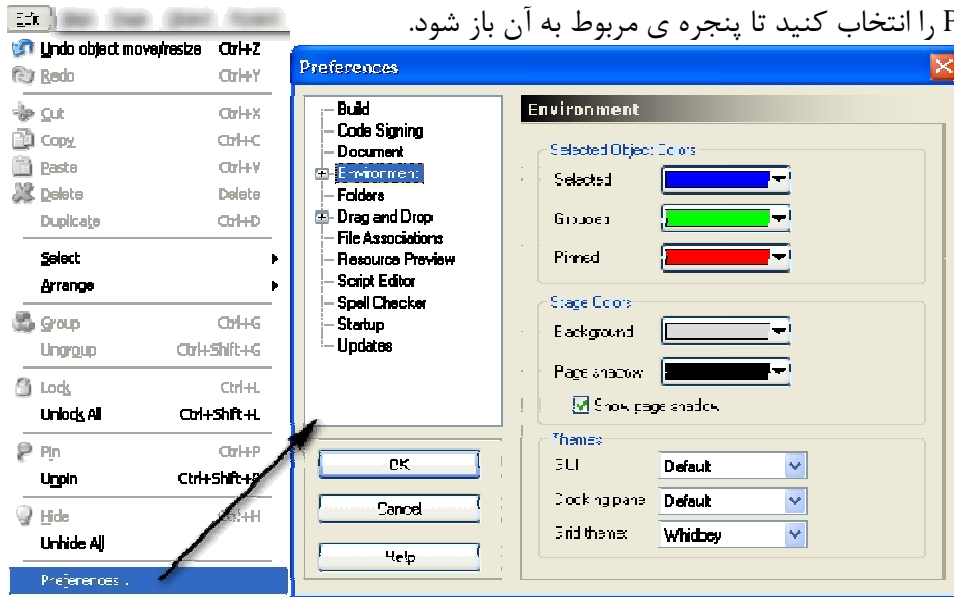 را انتخاب کنید تا پنجره ی مربوط به آن باز شود.
Edit
Undo object move/resize Ctrl+Z
Redo Ctrl+Y
Cut Ctrl+X
Copy Ctrl+C
Paste Ctrl+V
Delete Delete
Duplicate Ctrl+D
Select
Arrange
Group Ctrl+G
Ungroup Ctrl+Shift+G
Lock Ctrl+L
Unlock All Ctrl+Shift+L
Pin Ctrl+P
Unpin
Hide
Unhide All
Preferences...
Preferences
Build
Code Signing
Document
Environment
Folders
Drag and Drop
File Associations
Resource Preview
Script Editor
Spell Checker
Startup
Updates
OK
Cancel
Help
Environment
Selected Object Colors
Selected
Grouped
Pinned
Stage Colors
Background
Page shadow
Show page shadow
Themes
GUI Default
Docking pane Default
Grid theme: Whidbey